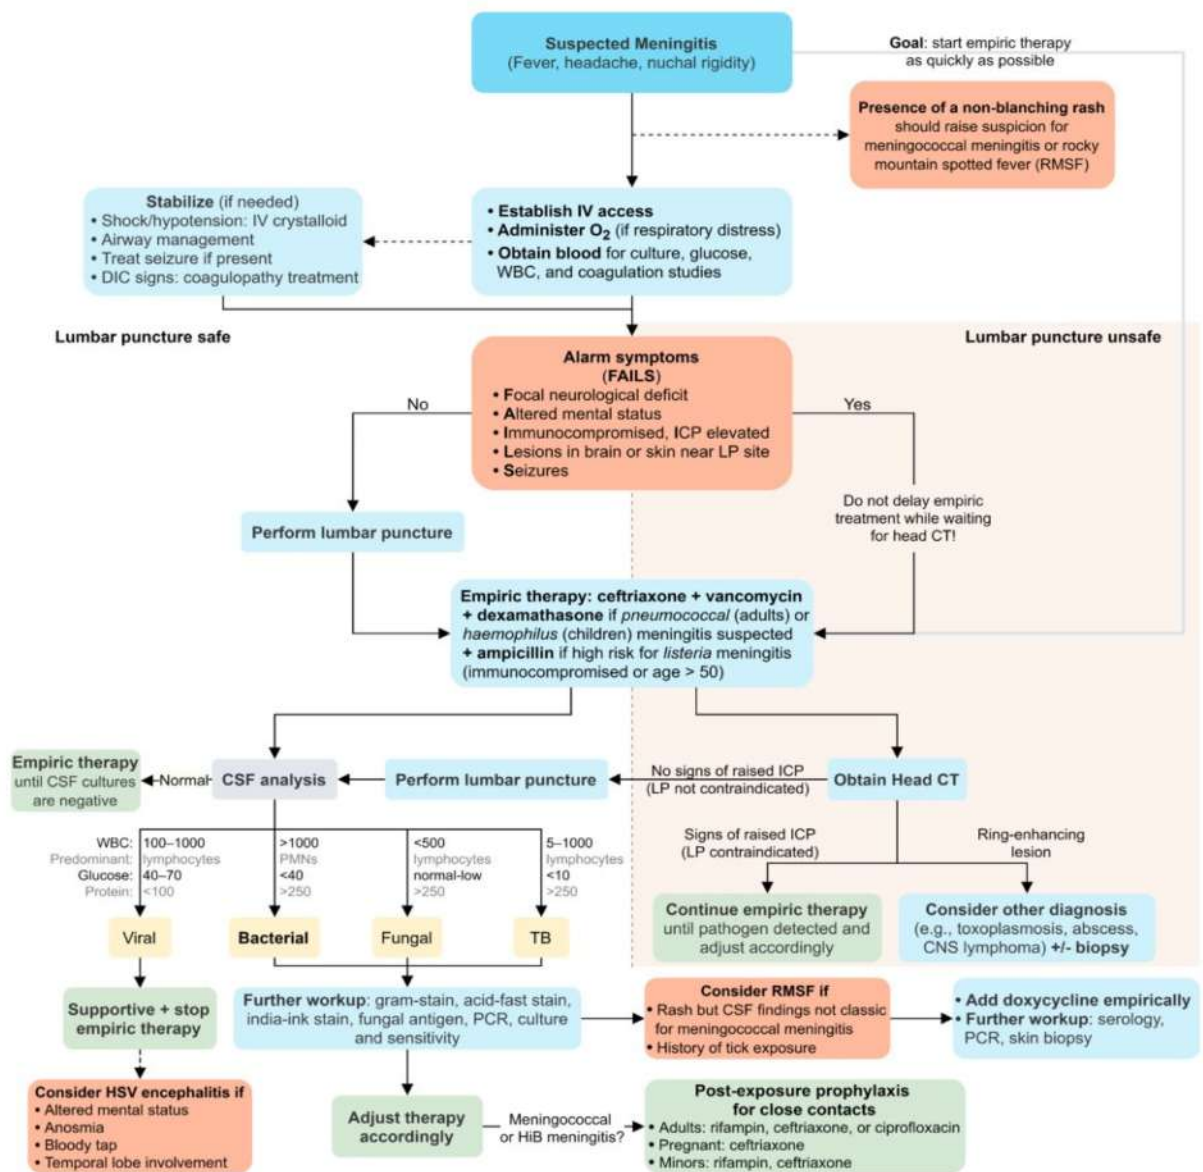 Suspected Meningitis
(Fever, headache, nuchal rigidity)
Goal: start empiric therapy
as quickly as possible
Presence of a non-blanching rash
should raise suspicion for
meningococcal meningitis or rocky
mountain spotted fever (RMSF)
Stabilize (if needed)
• Shock/hypotension: IV crystalloid
• Airway management
• Treat seizure if present
• DIC signs: coagulopathy treatment
• Establish IV access
• Administer O2 (if respiratory distress)
• Obtain blood for culture, glucose,
WBC, and coagulation studies
Lumbar puncture safe
Lumbar puncture unsafe
Alarm symptoms
(FAILS)
• Focal neurological deficit
• Altered mental status
• Immunocompromised, ICP elevated
• Lesions in brain or skin near LP site
• Seizures
No
Yes
Perform lumbar puncture
Do not delay empiric
treatment while waiting
for head CT!
Empiric therapy: ceftriaxone + vancomycin
+ dexamathasone if pneumococcal (adults) or
haemophilus (children) meningitis suspected
+ ampicillin if high risk for listeria meningitis
(immunocompromised or age > 50)
Empiric therapy
until CSF cultures
are negative
Normal
CSF analysis
Perform lumbar puncture
No signs of raised ICP
(LP not contraindicated)
Obtain Head CT
WBC: 100–1000 >1000 <500 5–1000
Predominant: lymphocytes PMNs lymphocytes lymphocytes
Glucose: 40–70 <40 normal-low <10
Protein: <100 >250 >250 >250
Signs of raised ICP
(LP contraindicated)
Ring-enhancing
lesion
Viral
Bacterial
Fungal
TB
Continue empiric therapy
until pathogen detected and
adjust accordingly
Consider other diagnosis
(e.g., toxoplasmosis, abscess,
CNS lymphoma) +/- biopsy
Supportive + stop
empiric therapy
Further workup: gram-stain, acid-fast stain,
india-ink stain, fungal antigen, PCR, culture
and sensitivity
Consider RMSF if
• Rash but CSF findings not classic
for meningococcal meningitis
• History of tick exposure
• Add doxycycline empirically
• Further workup: serology,
PCR, skin biopsy
Consider HSV encephalitis if
• Altered mental status
• Anosmia
• Bloody tap
• Temporal lobe involvement
Adjust therapy
accordingly
Meningococcal
or HiB meningitis?
Post-exposure prophylaxis
for close contacts
• Adults: rifampin, ceftriaxone, or ciprofloxacin
• Pregnant: ceftriaxone
• Minors: rifampin, ceftriaxone